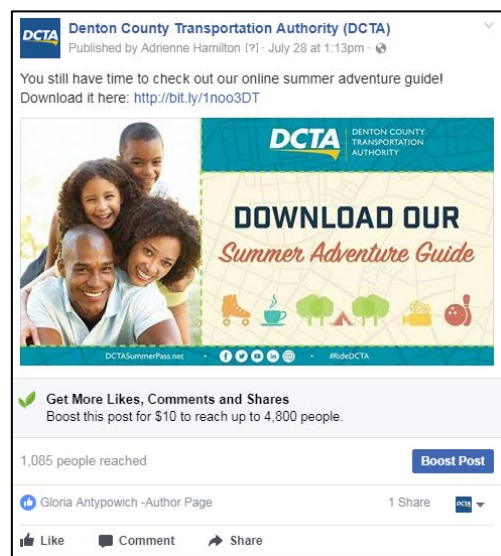 DCTA
Denton County Transportation Authority (DCTA)
Published by Adrienne Hamilton [?] · July 28 at 1:13pm ·
You still have time to check out our online summer adventure guide!
Download it here: http://bit.ly/1noo3DT
DCTA
DENTON COUNTY
TRANSPORTATION
AUTHORITY
DOWNLOAD OUR
Summer Adventure Guide
DCTASummerPass.net · · #RideDCTA
Get More Likes, Comments and Shares
Boost this post for $10 to reach up to 4,800 people.
1,085 people reached
Boost Post
Gloria Antypowich -Author Page
1 Share
DCTA
Like
Comment
Share